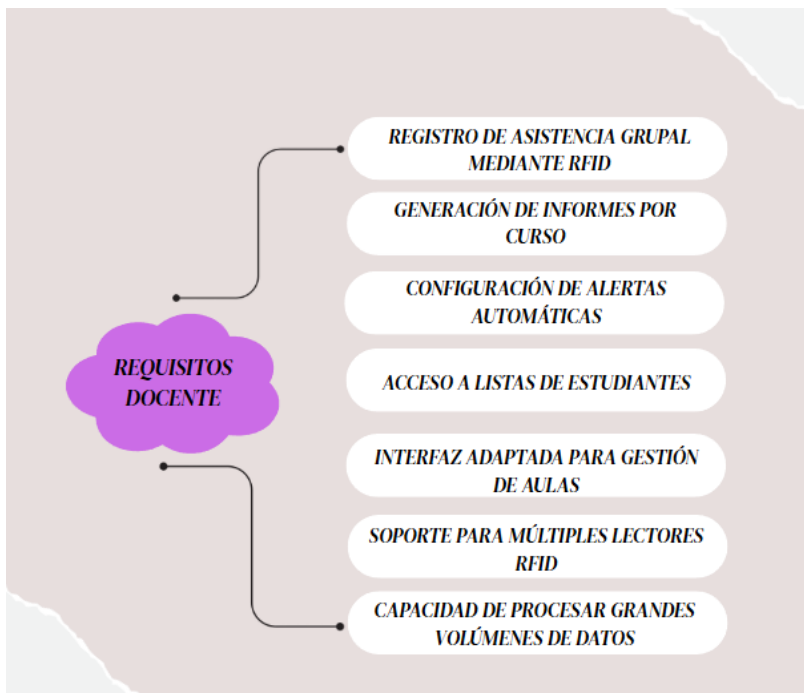 REGISTRO DE ASISTENCIA GRUPAL
MEDIANTE RFID
GENERACIÓN DE INFORMES POR
CURSO
CONFIGURACIÓN DE ALERTAS
AUTOMÁTICAS
REQUISITOS
DOCENTE
ACCESO A LISTAS DE ESTUDIANTES
INTERFAZ ADAPTADA PARA GESTIÓN
DE AULAS
SOPORTE PARA MÚLTIPLES LECTORES
RFID
CAPACIDAD DE PROCESAR GRANDES
VOLÚMENES DE DATOS